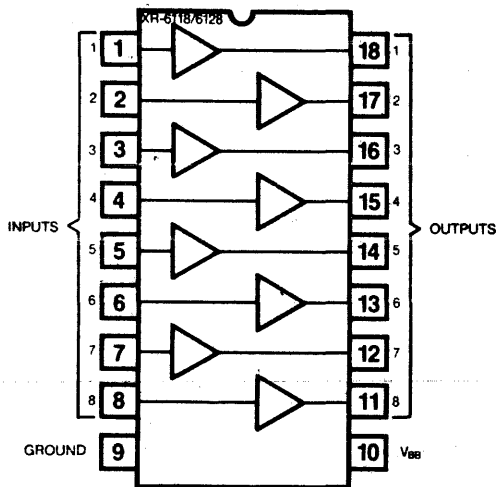 XR-6118/6128
1 1 18 1
2 2 17 2
3 3 16 3
4 4 15 4
INPUTS OUTPUTS
5 5 14 5
6 6 13 6
7 7 12 7
8 8 11 8
GROUND 9 10 VBB